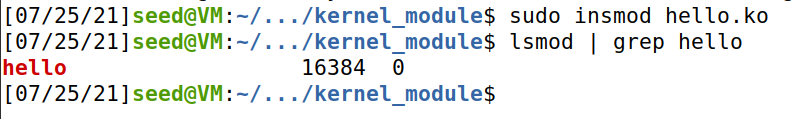 [07/25/21]seed@VM:~/.../kernel_module$ sudo insmod hello.ko
[07/25/21]seed@VM:~/.../kernel_module$ lsmod | grep hello
hello                  16384  0
[07/25/21]seed@VM:~/.../kernel_module$